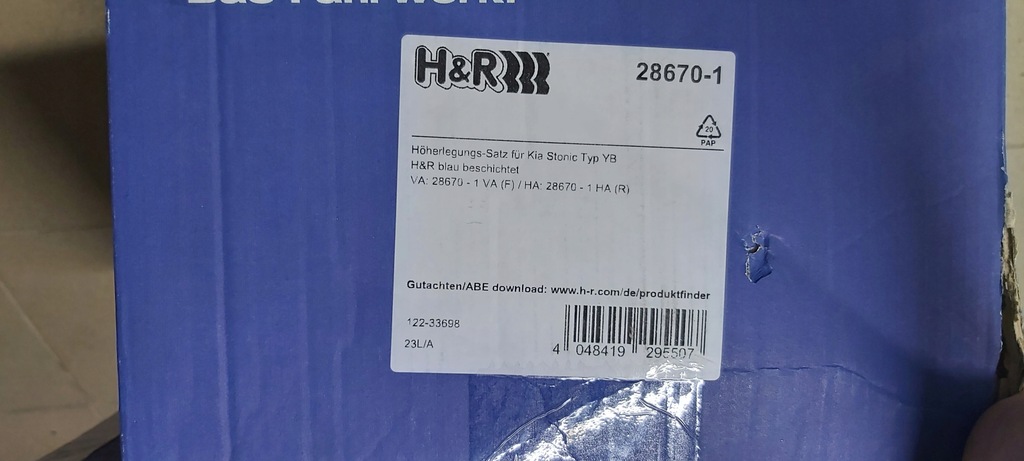 H&R
28670-1
20
PAP
Höherlegungs-Satz für Kia Stonic Typ YB
H&R blau beschichtet
VA: 28670 - 1 VA (F) / HA: 28670 - 1 HA (R)
Gutachten/ABE download: www.h-r.com/de/produktfinder
122-33698
23L/A
4 048419 295507